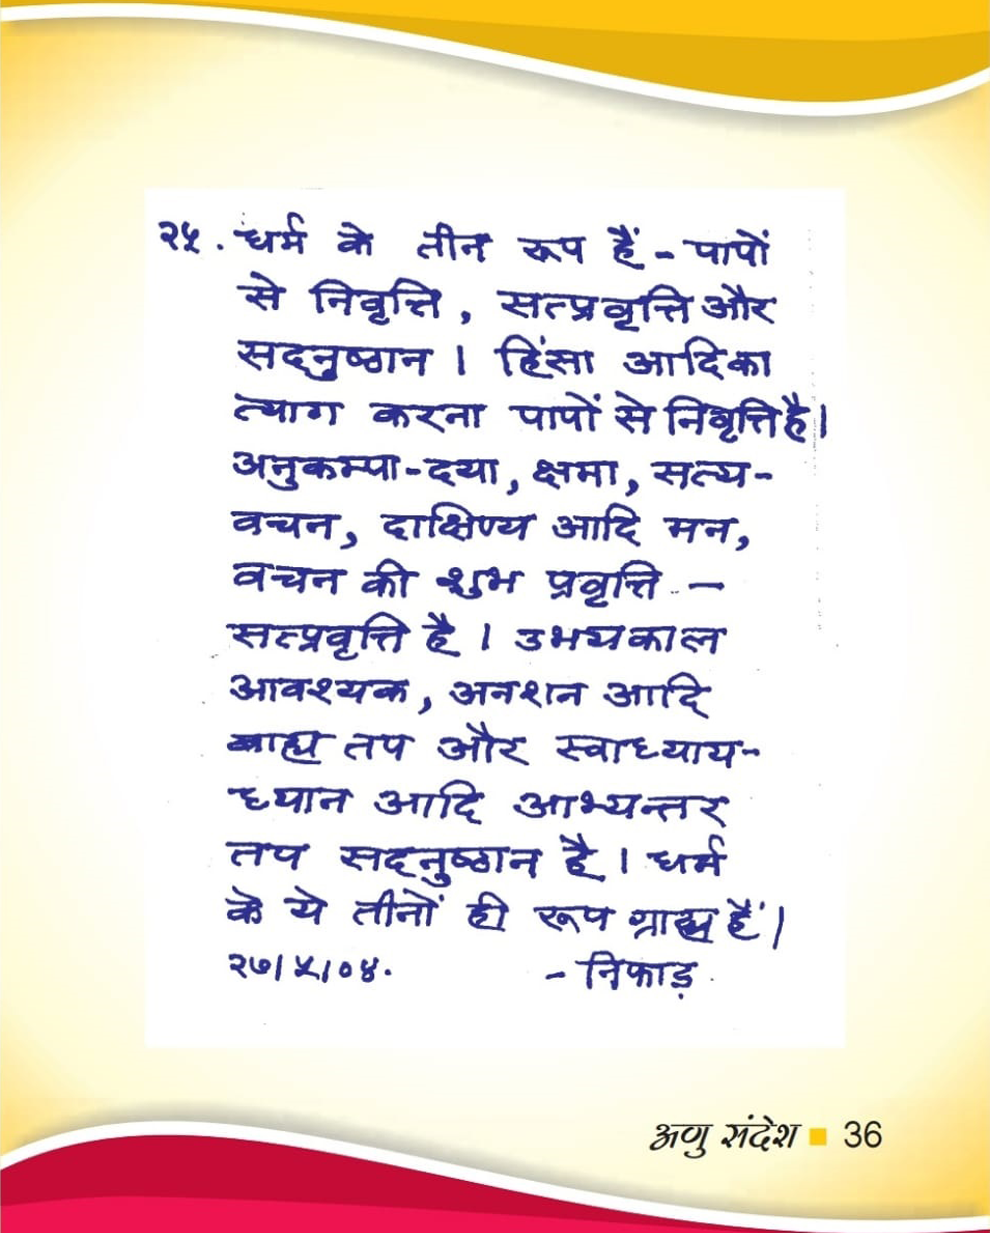 २५. धर्म के तीन रूप हैं - पापों
से निवृत्ति, सत्प्रवृत्ति और
सदनुष्ठान । हिंसा आदि का
त्याग करना पापों से निवृत्ति है।
अनुकम्पा-दया, क्षमा, सत्य-
वचन, दाक्षिण्य आदि मन,
वचन की शुभ प्रवृत्ति -
सत्प्रवृत्ति है । उभयकाल
आवश्यक, अनशन आदि
बाह्य तप और स्वाध्याय-
ध्यान आदि आभ्यन्तर
तप सदनुष्ठान है । धर्म
के ये तीनों ही रूप ग्राह्य हैं।
२७।५।०४. - निफाड़
अणु संदेश 36